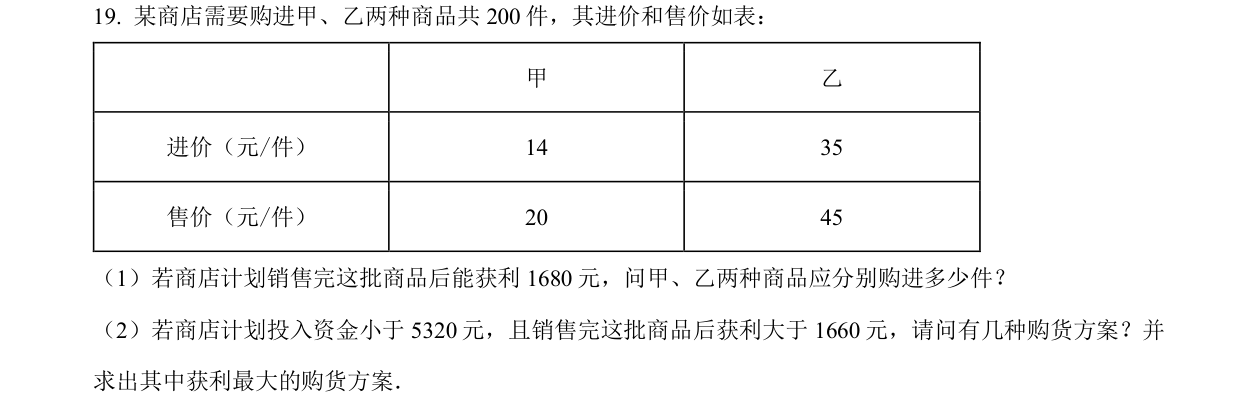 19. 某商店需要购进甲、乙两种商品共 200 件，其进价和售价如表：
甲 乙
进价（元/件） 14 35
售价（元/件） 20 45
（1）若商店计划销售完这批商品后能获利 1680 元，问甲、乙两种商品应分别购进多少件？
（2）若商店计划投入资金小于 5320 元，且销售完这批商品后获利大于 1660 元，请问有几种购货方案？并
求出其中获利最大的购货方案．